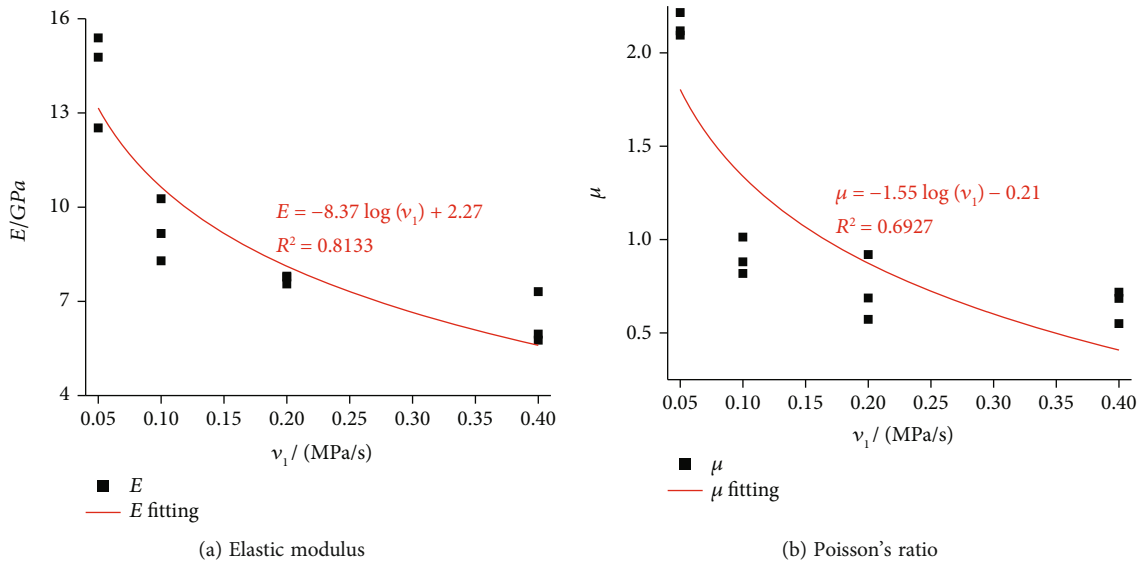 16
13
10
7
4
E/GPa
E = −8.37 log (ν₁) + 2.27
R² = 0.8133
0.05 0.10 0.15 0.20 0.25 0.30 0.35 0.40
ν₁ / (MPa/s)
E
E fitting
(a) Elastic modulus
2.0
1.5
1.0
0.5
μ
μ = −1.55 log (ν₁) − 0.21
R² = 0.6927
0.05 0.10 0.15 0.20 0.25 0.30 0.35 0.40
ν₁ / (MPa/s)
μ
μ fitting
(b) Poisson's ratio